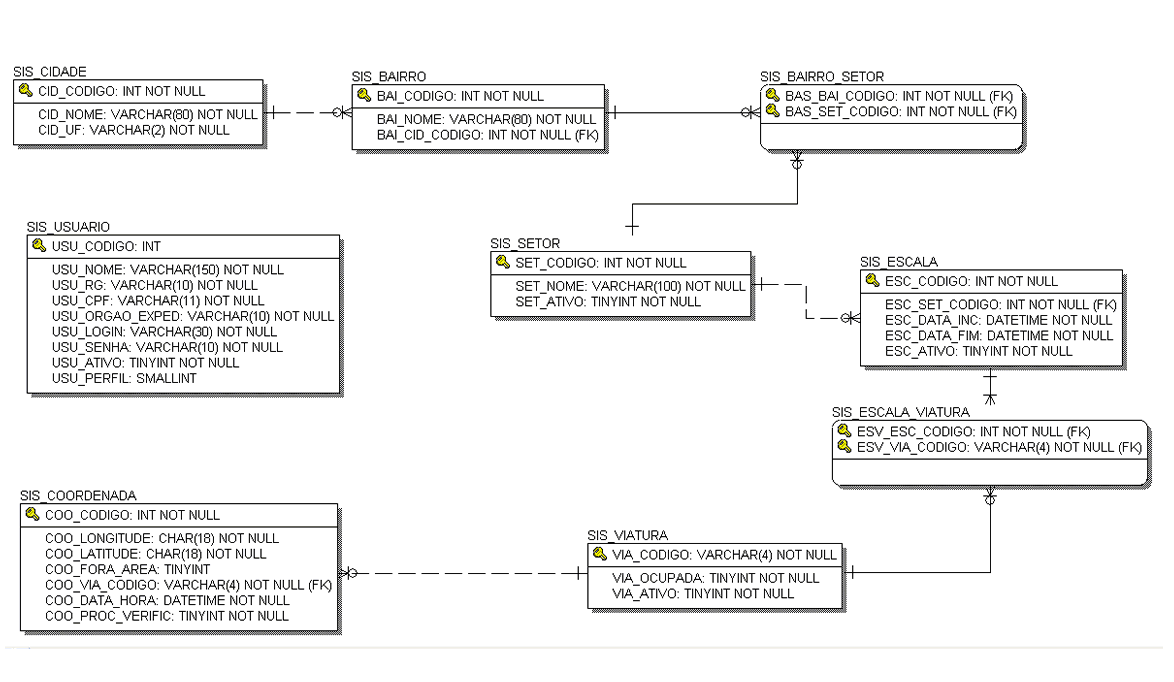 SIS_CIDADE
CID_CODIGO: INT NOT NULL
CID_NOME: VARCHAR(80) NOT NULL
CID_UF: VARCHAR(2) NOT NULL
SIS_BAIRRO
BAI_CODIGO: INT NOT NULL
BAI_NOME: VARCHAR(80) NOT NULL
BAI_CID_CODIGO: INT NOT NULL (FK)
SIS_BAIRRO_SETOR
BAS_BAI_CODIGO: INT NOT NULL (FK)
BAS_SET_CODIGO: INT NOT NULL (FK)
SIS_USUARIO
USU_CODIGO: INT
USU_NOME: VARCHAR(150) NOT NULL
USU_RG: VARCHAR(10) NOT NULL
USU_CPF: VARCHAR(11) NOT NULL
USU_ORGAO_EXPED: VARCHAR(10) NOT NULL
USU_LOGIN: VARCHAR(30) NOT NULL
USU_SENHA: VARCHAR(10) NOT NULL
USU_ATIVO: TINYINT NOT NULL
USU_PERFIL: SMALLINT
SIS_SETOR
SET_CODIGO: INT NOT NULL
SET_NOME: VARCHAR(100) NOT NULL
SET_ATIVO: TINYINT NOT NULL
SIS_ESCALA
ESC_CODIGO: INT NOT NULL
ESC_SET_CODIGO: INT NOT NULL (FK)
ESC_DATA_INC: DATETIME NOT NULL
ESC_DATA_FIM: DATETIME NOT NULL
ESC_ATIVO: TINYINT NOT NULL
SIS_ESCALA_VIATURA
ESV_ESC_CODIGO: INT NOT NULL (FK)
ESV_VIA_CODIGO: VARCHAR(4) NOT NULL (FK)
SIS_COORDENADA
COO_CODIGO: INT NOT NULL
COO_LONGITUDE: CHAR(18) NOT NULL
COO_LATITUDE: CHAR(18) NOT NULL
COO_FORA_AREA: TINYINT
COO_VIA_CODIGO: VARCHAR(4) NOT NULL (FK)
COO_DATA_HORA: DATETIME NOT NULL
COO_PROC_VERIFIC: TINYINT NOT NULL
SIS_VIATURA
VIA_CODIGO: VARCHAR(4) NOT NULL
VIA_OCUPADA: TINYINT NOT NULL
VIA_ATIVO: TINYINT NOT NULL